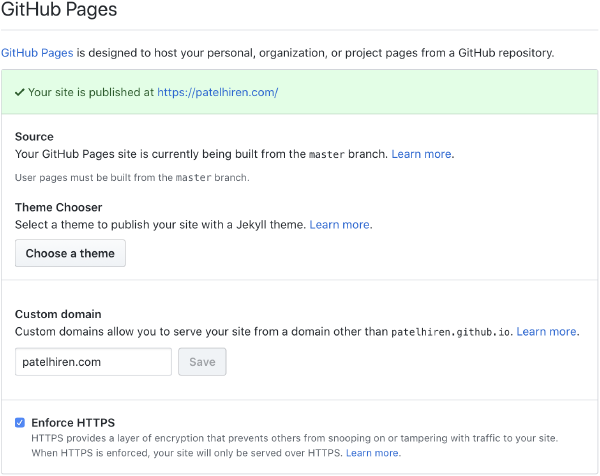 GitHub Pages
GitHub Pages is designed to host your personal, organization, or project pages from a GitHub repository.
✓ Your site is published at https://patelhiren.com/
Source
Your GitHub Pages site is currently being built from the master branch. Learn more.
User pages must be built from the master branch.
Theme Chooser
Select a theme to publish your site with a Jekyll theme. Learn more.
Choose a theme
Custom domain
Custom domains allow you to serve your site from a domain other than patelhiren.github.io. Learn more.
patelhiren.com Save
Enforce HTTPS
HTTPS provides a layer of encryption that prevents others from snooping on or tampering with traffic to your site.
When HTTPS is enforced, your site will only be served over HTTPS. Learn more.